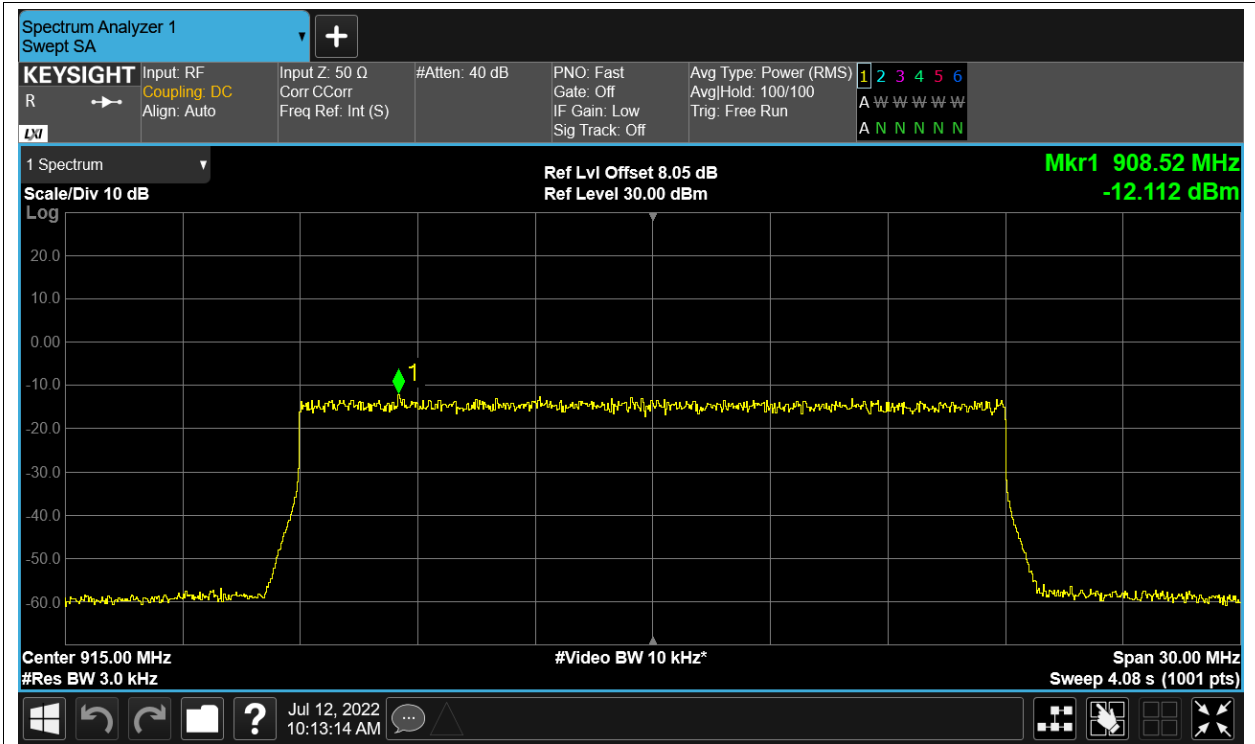 Spectrum Analyzer 1
Swept SA
KEYSIGHT
R
LXI
Input: RF
Coupling: DC
Align: Auto
Input Z: 50 Ω
Corr CCorr
Freq Ref: Int (S)
#Atten: 40 dB
PNO: Fast
Gate: Off
IF Gain: Low
Sig Track: Off
Avg Type: Power (RMS)
Avg|Hold: 100/100
Trig: Free Run
1 2 3 4 5 6
A W W W W W
A N N N N N
1 Spectrum
Scale/Div 10 dB
Log
Ref Lvl Offset 8.05 dB
Ref Level 30.00 dBm
Mkr1 908.52 MHz
-12.112 dBm
20.0
10.0
0.00
-10.0
-20.0
-30.0
-40.0
-50.0
-60.0
1
Center 915.00 MHz
#Res BW 3.0 kHz
#Video BW 10 kHz*
Span 30.00 MHz
Sweep 4.08 s (1001 pts)
?
Jul 12, 2022
10:13:14 AM